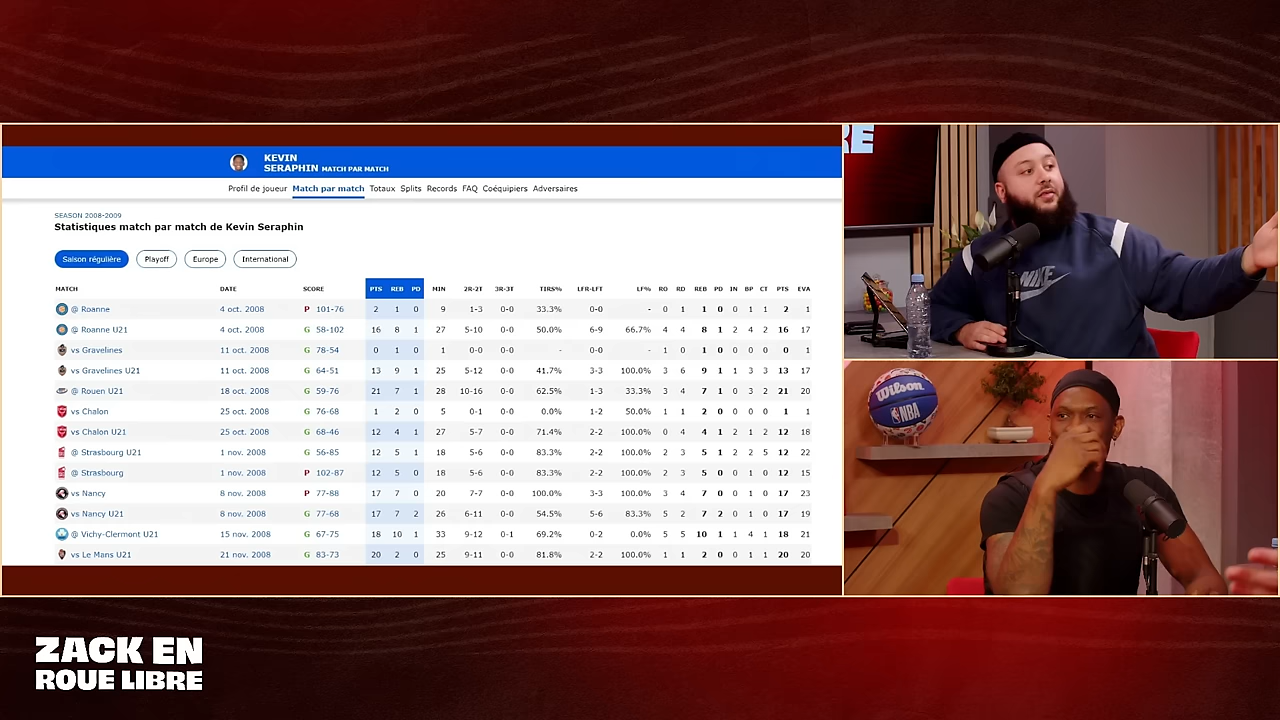 KEVIN
SERAPHIN MATCH PAR MATCH
Profil de joueur Match par match Totaux Splits Records FAQ Coéquipiers Adversaires
SEASON 2008-2009
Statistiques match par match de Kevin Seraphin
Saison régulière Playoff Europe International
MATCH DATE SCORE PTS REB PD MIN 2R-2T 3R-3T TIRS% LFR-LFT LF% RO RD REB PD IN BP CT PTS EVA
@ Roanne 4 oct. 2008 P 101-76 2 1 0 9 1-3 0-0 33.3% 0-0 - 0 1 1 0 0 1 1 2 1
@ Roanne U21 4 oct. 2008 G 58-102 16 8 1 27 5-10 0-0 50.0% 6-9 66.7% 4 4 8 1 2 4 2 16 17
vs Gravelines 11 oct. 2008 G 78-54 0 1 0 1 0-0 0-0 - 0-0 - 1 0 1 0 0 0 0 0 1
vs Gravelines U21 11 oct. 2008 G 64-51 13 9 1 25 5-12 0-0 41.7% 3-3 100.0% 3 6 9 1 1 3 3 13 17
@ Rouen U21 18 oct. 2008 G 59-76 21 7 1 28 10-16 0-0 62.5% 1-3 33.3% 3 4 7 1 0 3 2 21 20
vs Chalon 25 oct. 2008 G 76-68 1 2 0 5 0-1 0-0 0.0% 1-2 50.0% 1 1 2 0 0 0 0 1 1
vs Chalon U21 25 oct. 2008 G 68-46 12 4 1 27 5-7 0-0 71.4% 2-2 100.0% 0 4 4 1 2 1 2 12 18
@ Strasbourg U21 1 nov. 2008 G 56-85 12 5 1 18 5-6 0-0 83.3% 2-2 100.0% 2 3 5 1 2 2 5 12 22
@ Strasbourg 1 nov. 2008 P 102-87 12 5 0 18 5-6 0-0 83.3% 2-2 100.0% 2 3 5 0 0 1 0 12 15
vs Nancy 8 nov. 2008 P 77-88 17 7 0 20 7-7 0-0 100.0% 3-3 100.0% 3 4 7 0 0 1 0 17 23
vs Nancy U21 8 nov. 2008 G 77-68 17 7 2 26 6-11 0-0 54.5% 5-6 83.3% 5 2 7 2 0 1 0 17 19
@ Vichy-Clermont U21 15 nov. 2008 G 67-75 18 10 1 33 9-12 0-1 69.2% 0-2 0.0% 5 5 10 1 1 4 1 18 21
vs Le Mans U21 21 nov. 2008 G 83-73 20 2 0 25 9-11 0-0 81.8% 2-2 100.0% 1 1 2 0 0 1 1 20 20
RE
NIKE
Wilson
NBA
ZACK EN
ROUE LIBRE